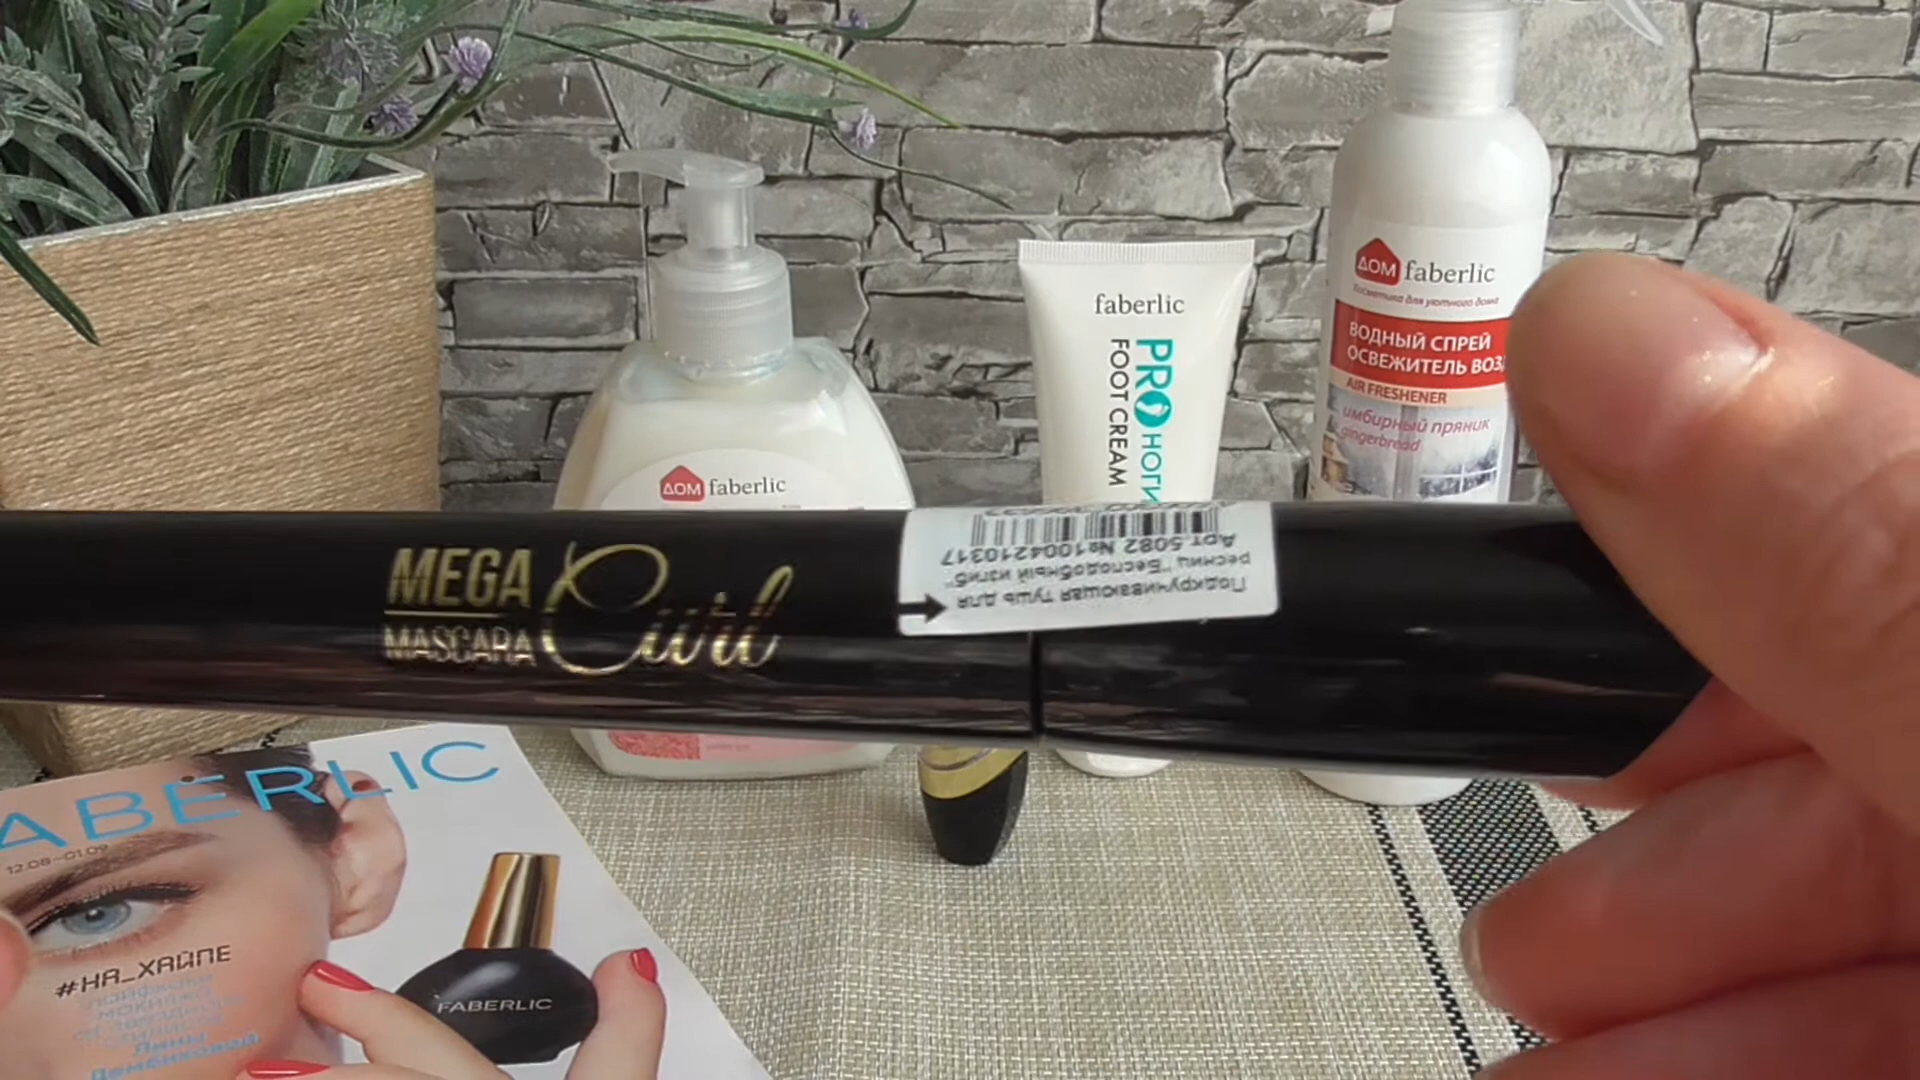 ДОМ faberlic
Косметика для уютного дома
ВОДНЫЙ СПРЕЙ
ОСВЕЖИТЕЛЬ ВОЗ
AIR FRESHENER
имбирный пряник
gingerbread
faberlic
PRO НОГИ
FOOT CREAM
ДОМ faberlic
MEGA
MASCARA
Curl
Подкручивающая тушь для
ресниц "Бесподобный изгиб"
Арт.5082 №1004210317
FABERLIC
12.08–01.09
#НА_ХАЙПЕ
FABERLIC